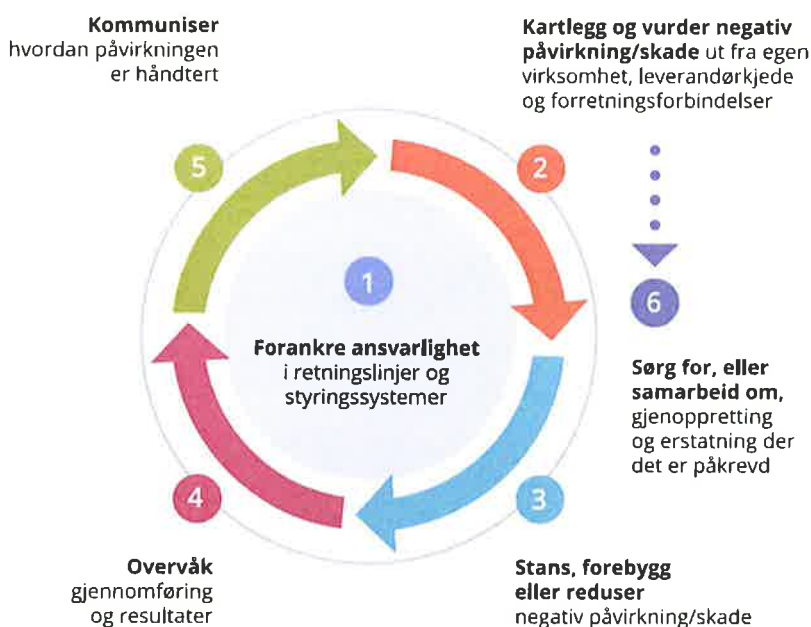 Kommuniser
hvordan påvirkningen
er håndtert
Kartlegg og vurder negativ
påvirkning/skade ut fra egen
virksomhet, leverandørkjede
og forretningsforbindelser
5
2
1
6
Forankre ansvarlighet
i retningslinjer og
styringssystemer
Sørg for, eller
samarbeid om,
gjenoppretting
og erstatning der
det er påkrevd
4
3
Overvåk
gjennomføring
og resultater
Stans, forebygg
eller reduser
negativ påvirkning/skade